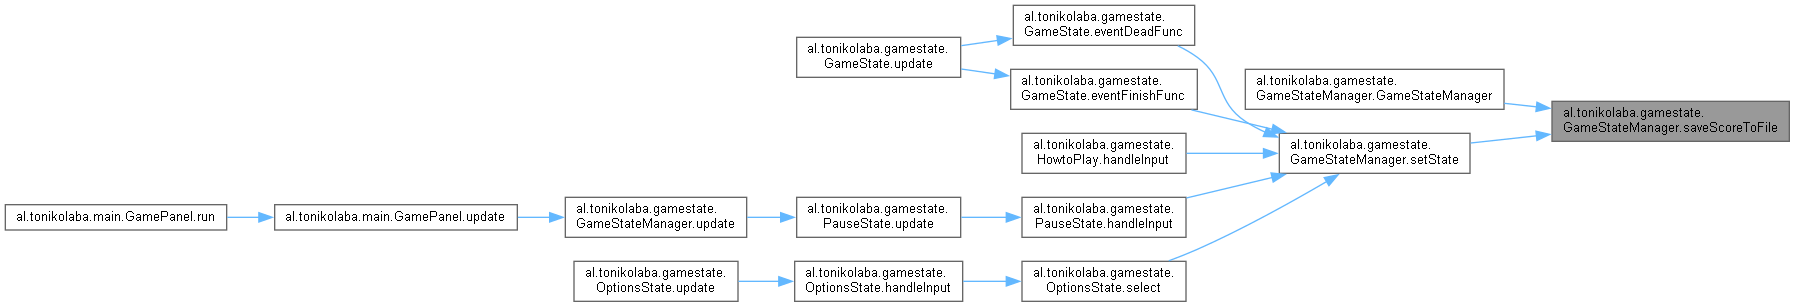 al.tonikolaba.gamestate.
GameState.eventDeadFunc
al.tonikolaba.gamestate.
GameState.update
al.tonikolaba.gamestate.
GameState.eventFinishFunc
al.tonikolaba.gamestate.
GameStateManager.GameStateManager
al.tonikolaba.gamestate.
GameStateManager.saveScoreToFile
al.tonikolaba.gamestate.
HowtoPlay.handleInput
al.tonikolaba.gamestate.
GameStateManager.setState
al.tonikolaba.main.GamePanel.run
al.tonikolaba.main.GamePanel.update
al.tonikolaba.gamestate.
GameStateManager.update
al.tonikolaba.gamestate.
PauseState.update
al.tonikolaba.gamestate.
PauseState.handleInput
al.tonikolaba.gamestate.
OptionsState.update
al.tonikolaba.gamestate.
OptionsState.handleInput
al.tonikolaba.gamestate.
OptionsState.select